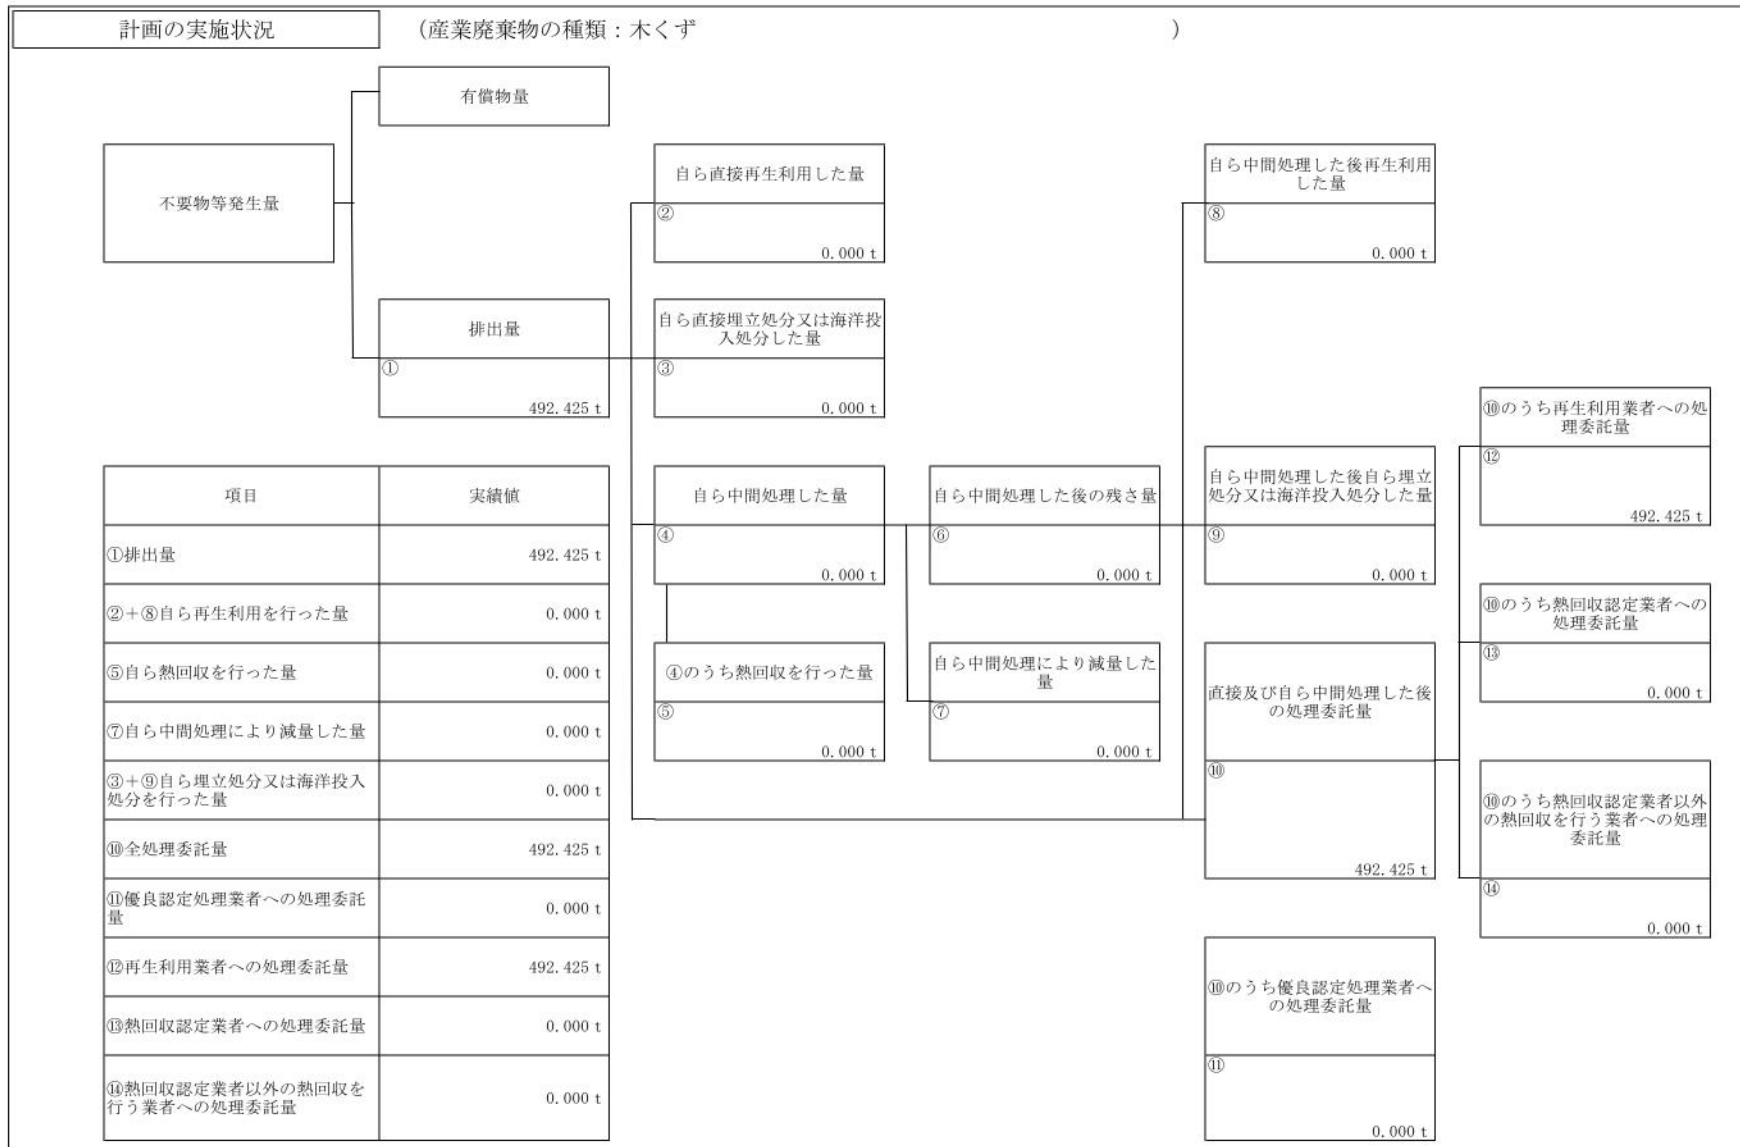 計画の実施状況
(産業廃棄物の種類：木くず )
有償物量
不要物等発生量
自ら直接再生利用した量
②
0.000 t
自ら中間処理した後再生利用
した量
⑧
0.000 t
排出量
①
492.425 t
自ら直接埋立処分又は海洋投
入処分した量
③
0.000 t
⑩のうち再生利用業者への処
理委託量
⑫
492.425 t
自ら中間処理した量
④
0.000 t
自ら中間処理した後の残さ量
⑥
0.000 t
自ら中間処理した後自ら埋立
処分又は海洋投入処分した量
⑨
0.000 t
⑩のうち熱回収認定業者への
処理委託量
⑬
0.000 t
④のうち熱回収を行った量
⑤
0.000 t
自ら中間処理により減量した
量
⑦
0.000 t
直接及び自ら中間処理した後
の処理委託量
⑩
492.425 t
⑩のうち熱回収認定業者以外
の熱回収を行う業者への処理
委託量
⑭
0.000 t
⑩のうち優良認定処理業者へ
の処理委託量
⑪
0.000 t
項目 実績値
①排出量 492.425 t
②＋⑧自ら再生利用を行った量 0.000 t
⑤自ら熱回収を行った量 0.000 t
⑦自ら中間処理により減量した量 0.000 t
③＋⑨自ら埋立処分又は海洋投入
処分を行った量 0.000 t
⑩全処理委託量 492.425 t
⑪優良認定処理業者への処理委託
量 0.000 t
⑫再生利用業者への処理委託量 492.425 t
⑬熱回収認定業者への処理委託量 0.000 t
⑭熱回収認定業者以外の熱回収を
行う業者への処理委託量 0.000 t